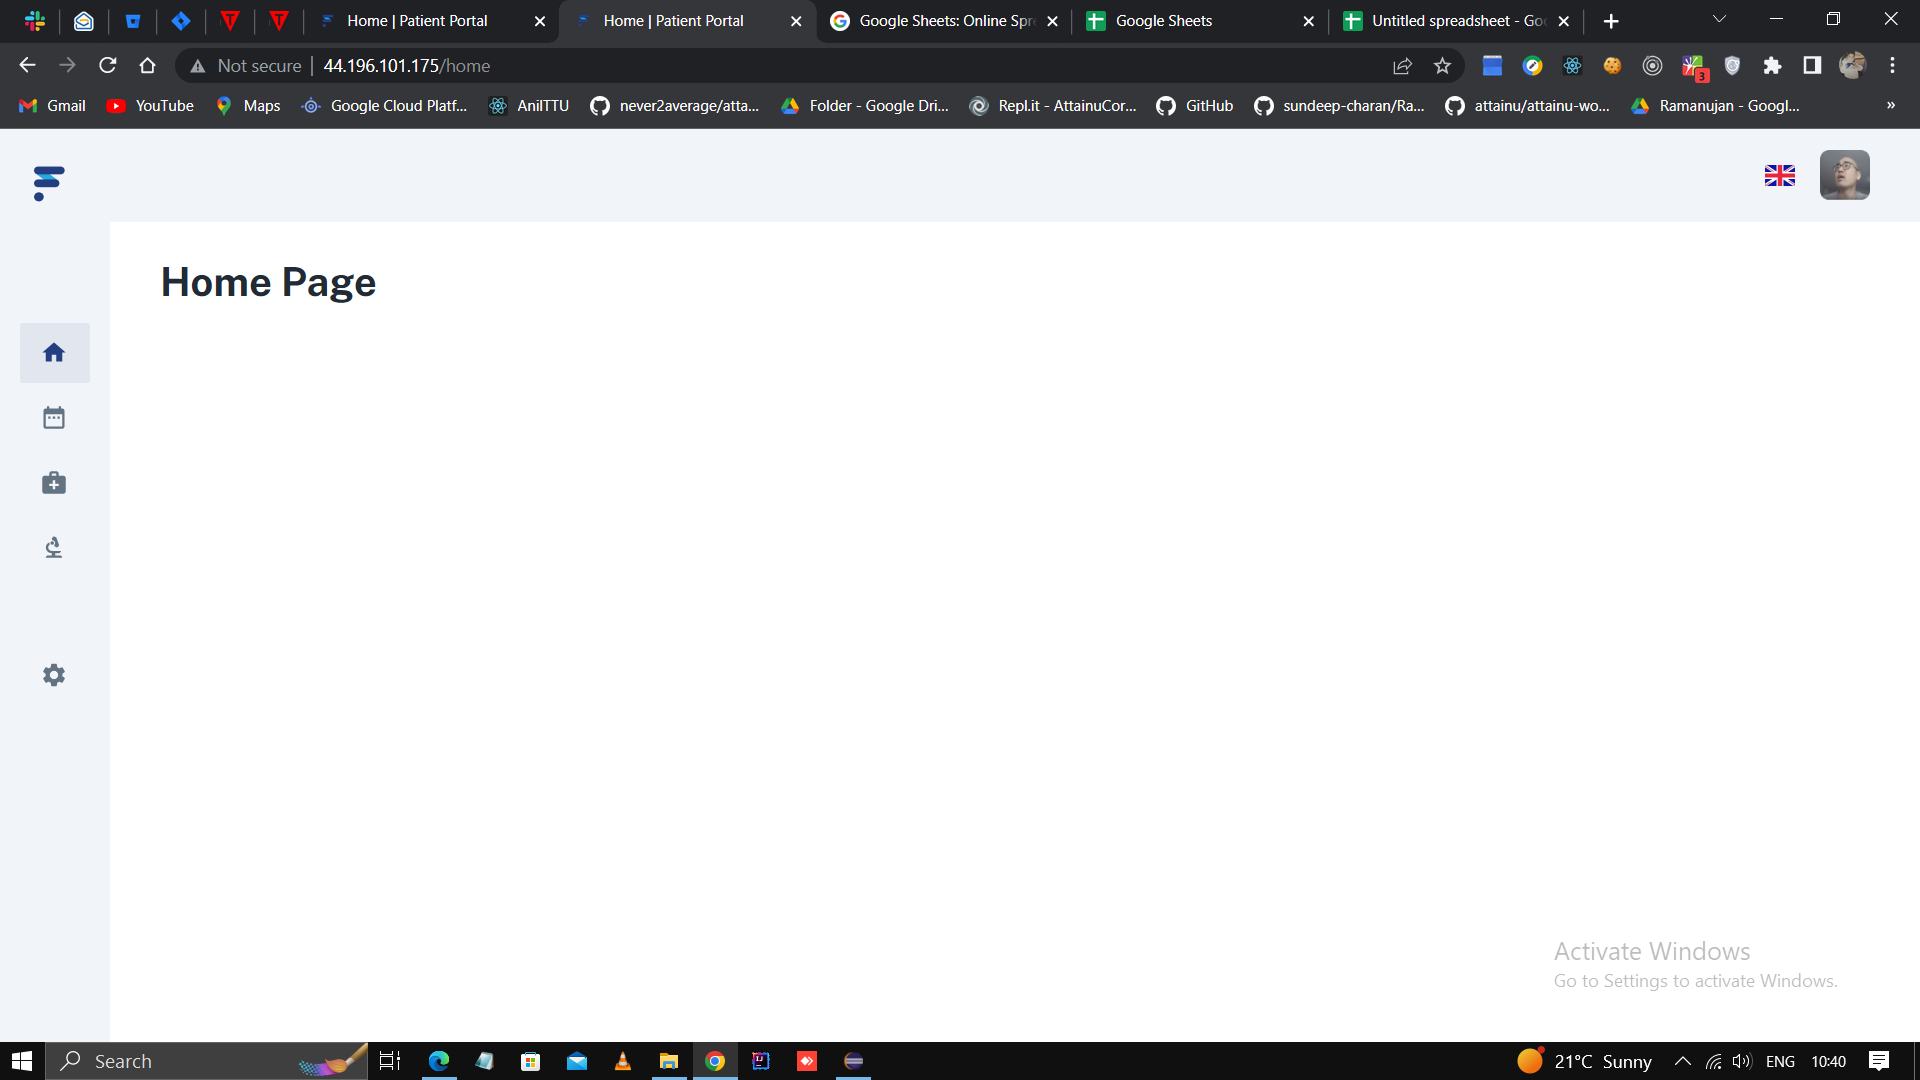 Home | Patient Portal
Home | Patient Portal
Google Sheets: Online Spr
Google Sheets
Untitled spreadsheet - Goo
Not secure
44.196.101.175/home
3
Gmail
YouTube
Maps
Google Cloud Platf...
AnilTTU
never2average/atta...
Folder - Google Dri...
Repl.it - AttainuCor...
GitHub
sundeep-charan/Ra...
attainu/attainu-wo...
Ramanujan - Googl...
»
Home Page
Activate Windows
Go to Settings to activate Windows.
Search
21°C Sunny
ENG
10:40